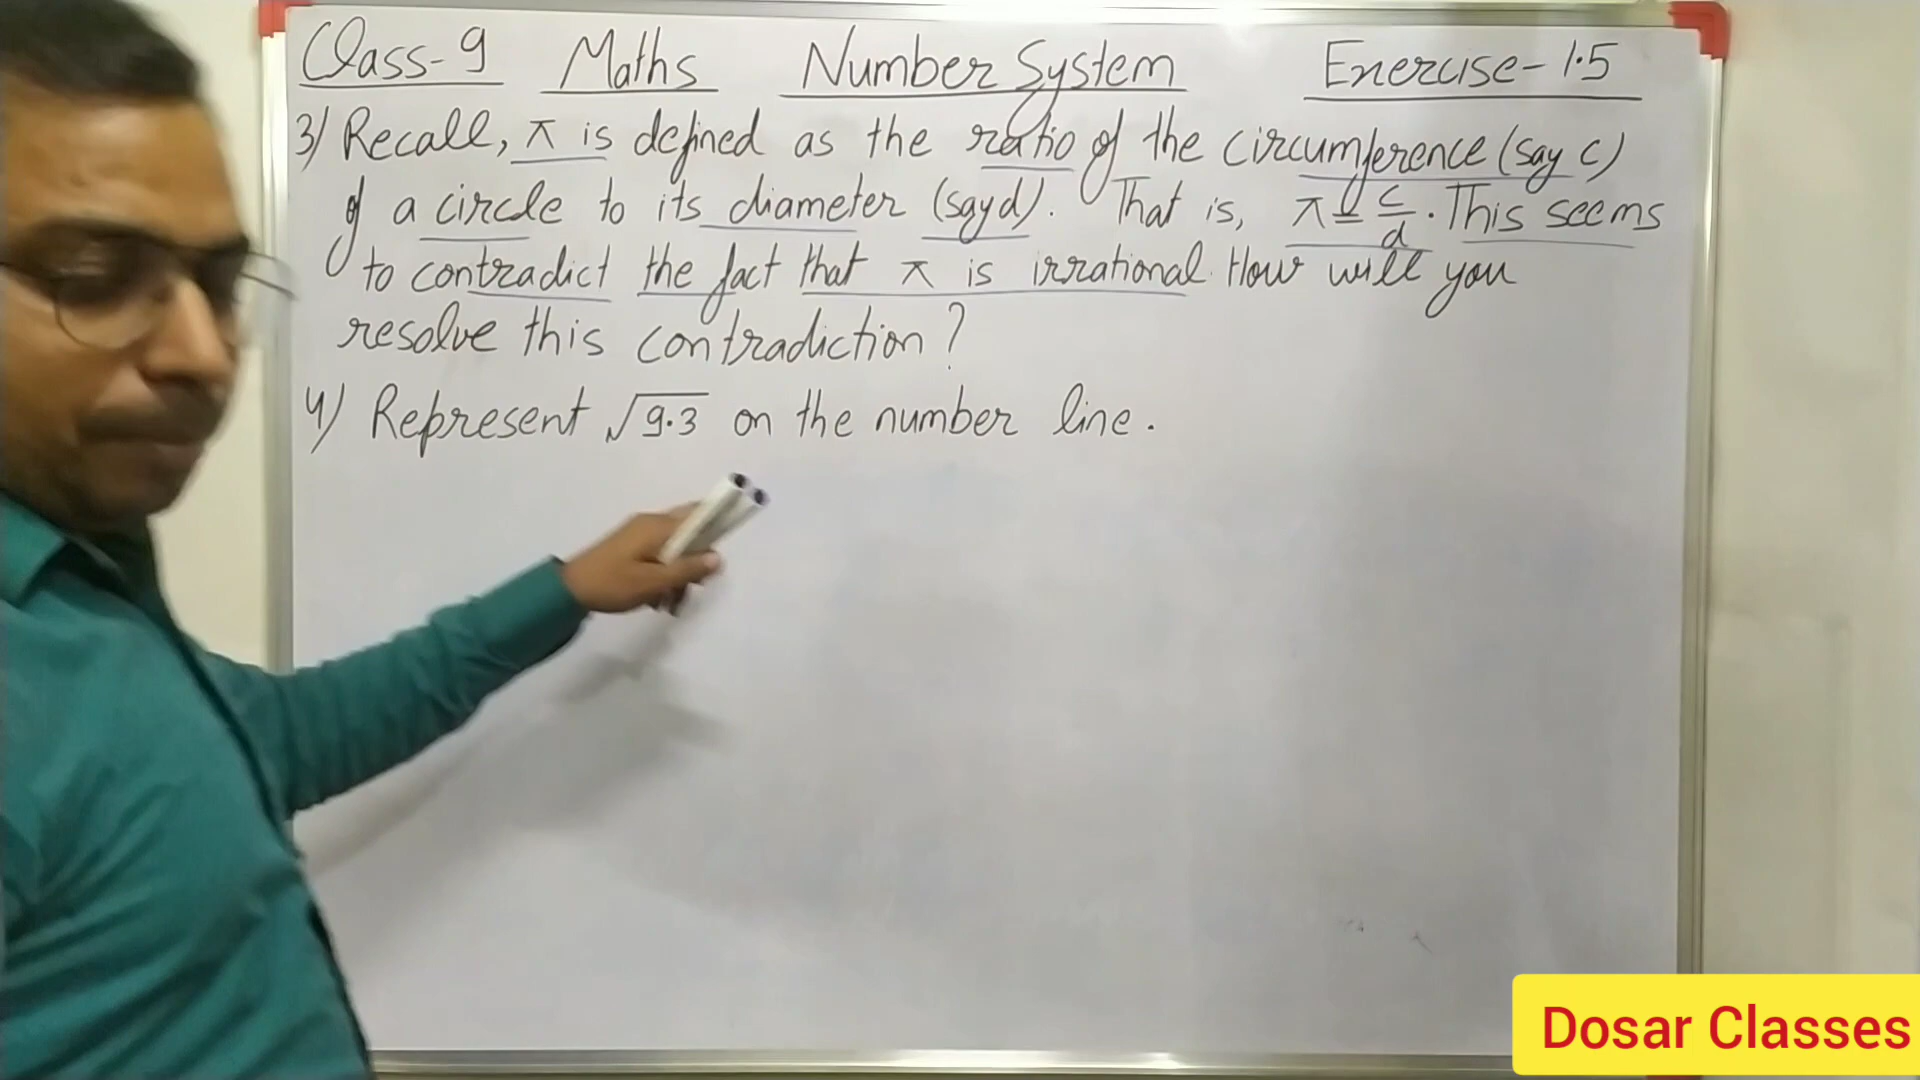 Class-9 Maths Number System Exercise-1.5
3) Recall, π is defined as the ratio of the circumference (say c)
of a circle to its diameter (say d). That is, π = c/d. This seems
to contradict the fact that π is irrational. How will you
resolve this contradiction?
4) Represent √9.3 on the number line.
Dosar Classes